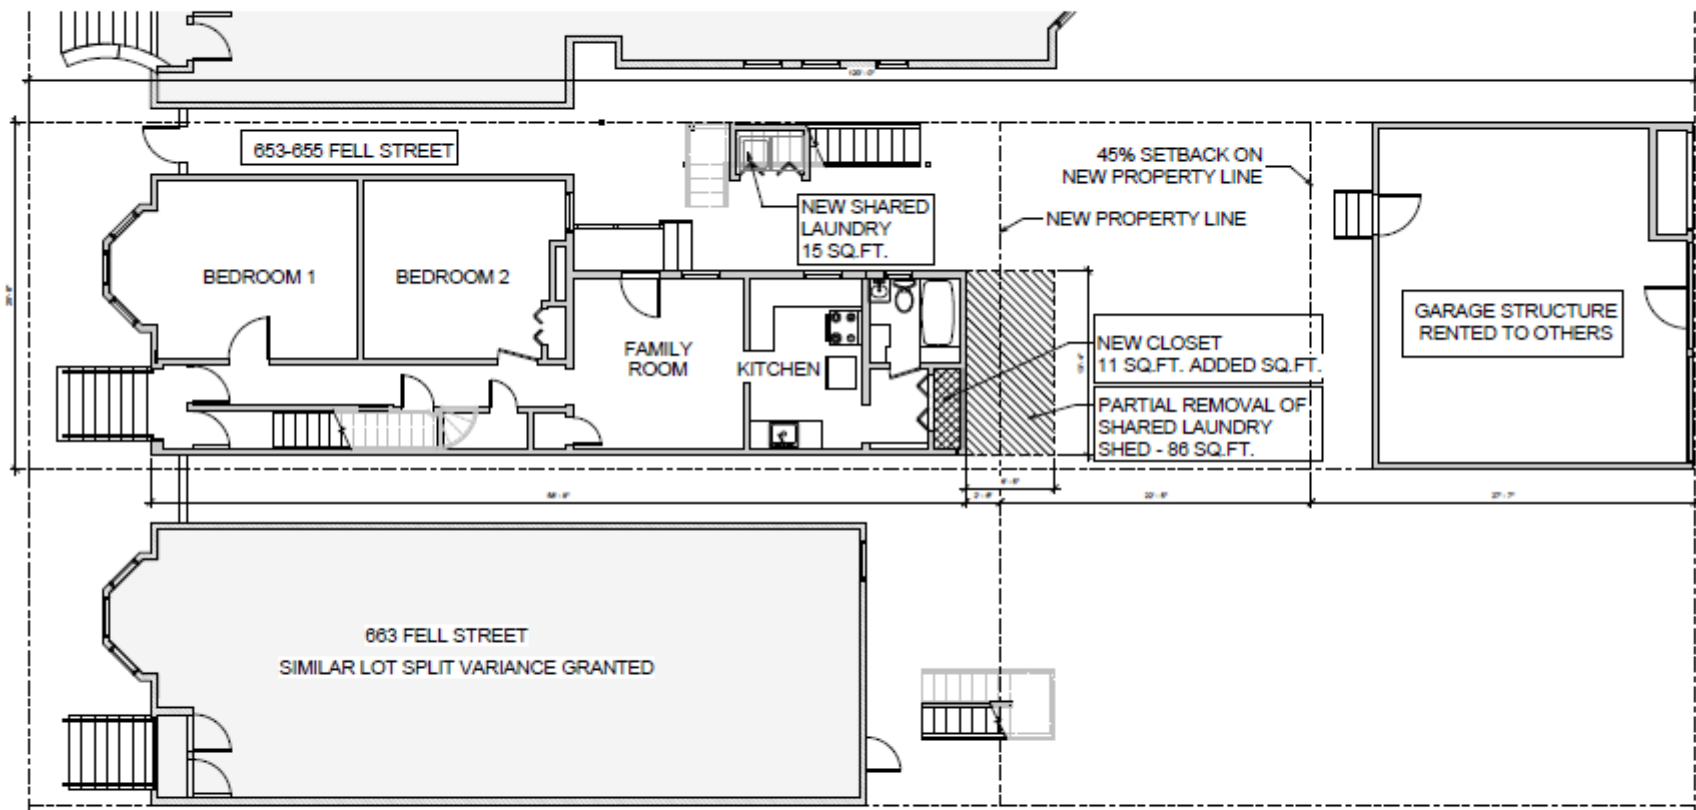 120' - 0"
653-655 FELL STREET
45% SETBACK ON
NEW PROPERTY LINE
NEW SHARED
LAUNDRY
15 SQ.FT.
NEW PROPERTY LINE
BEDROOM 1
BEDROOM 2
FAMILY
ROOM
KITCHEN
NEW CLOSET
11 SQ.FT. ADDED SQ.FT.
PARTIAL REMOVAL OF
SHARED LAUNDRY
SHED - 86 SQ.FT.
GARAGE STRUCTURE
RENTED TO OTHERS
663 FELL STREET
SIMILAR LOT SPLIT VARIANCE GRANTED